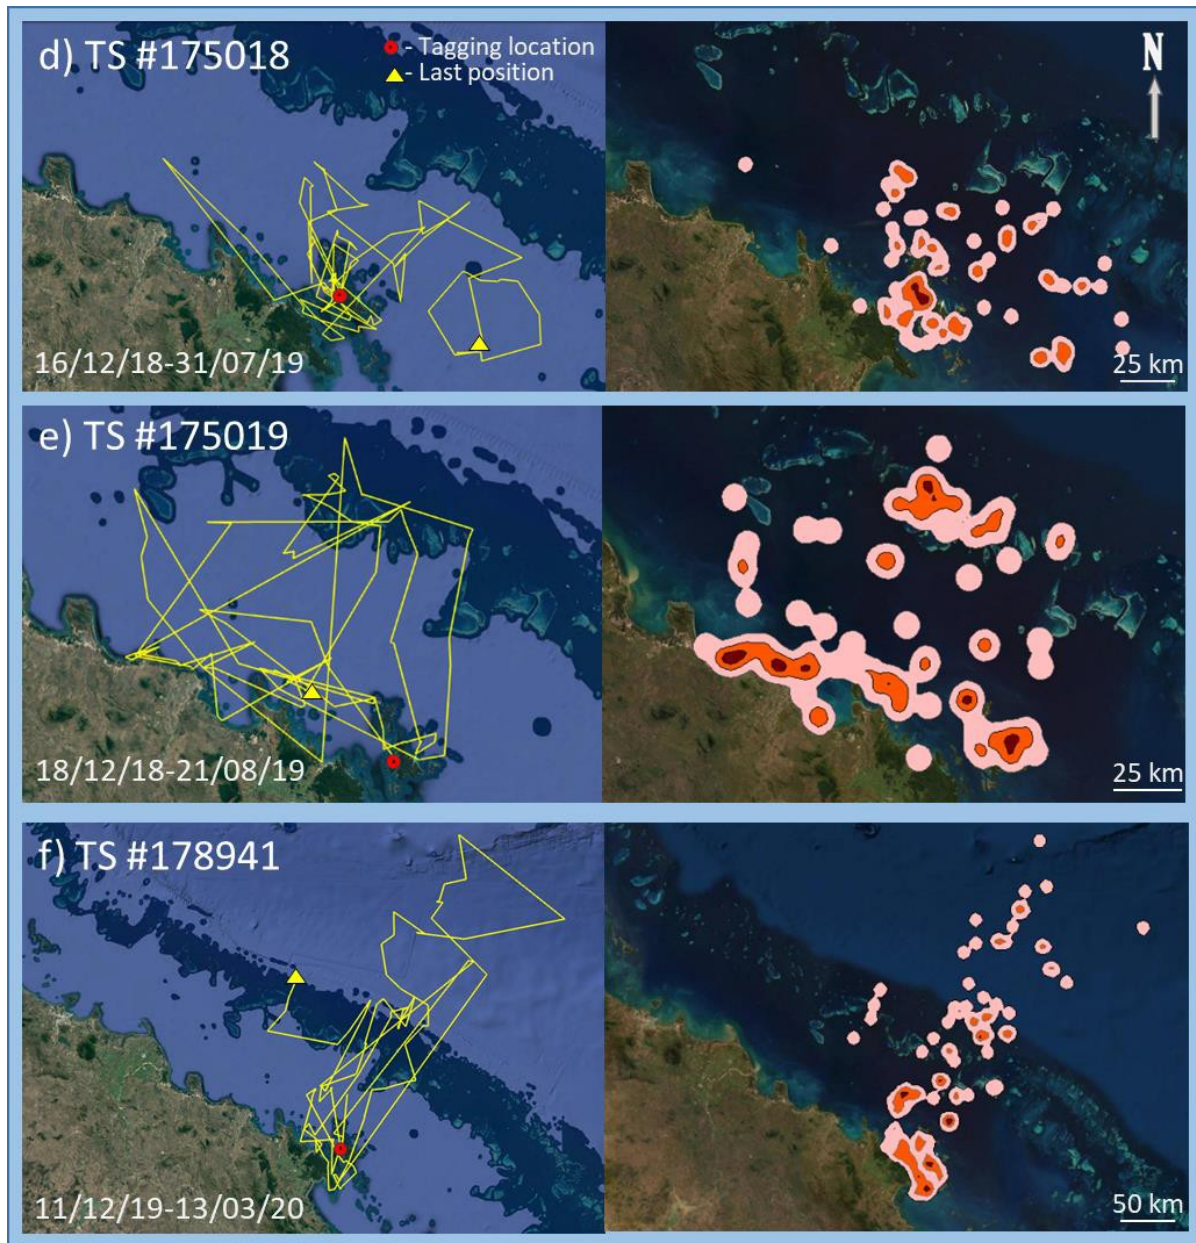 d) TS #175018
- Tagging location
- Last position
N
16/12/18-31/07/19
25 km
e) TS #175019
18/12/18-21/08/19
25 km
f) TS #178941
11/12/19-13/03/20
50 km